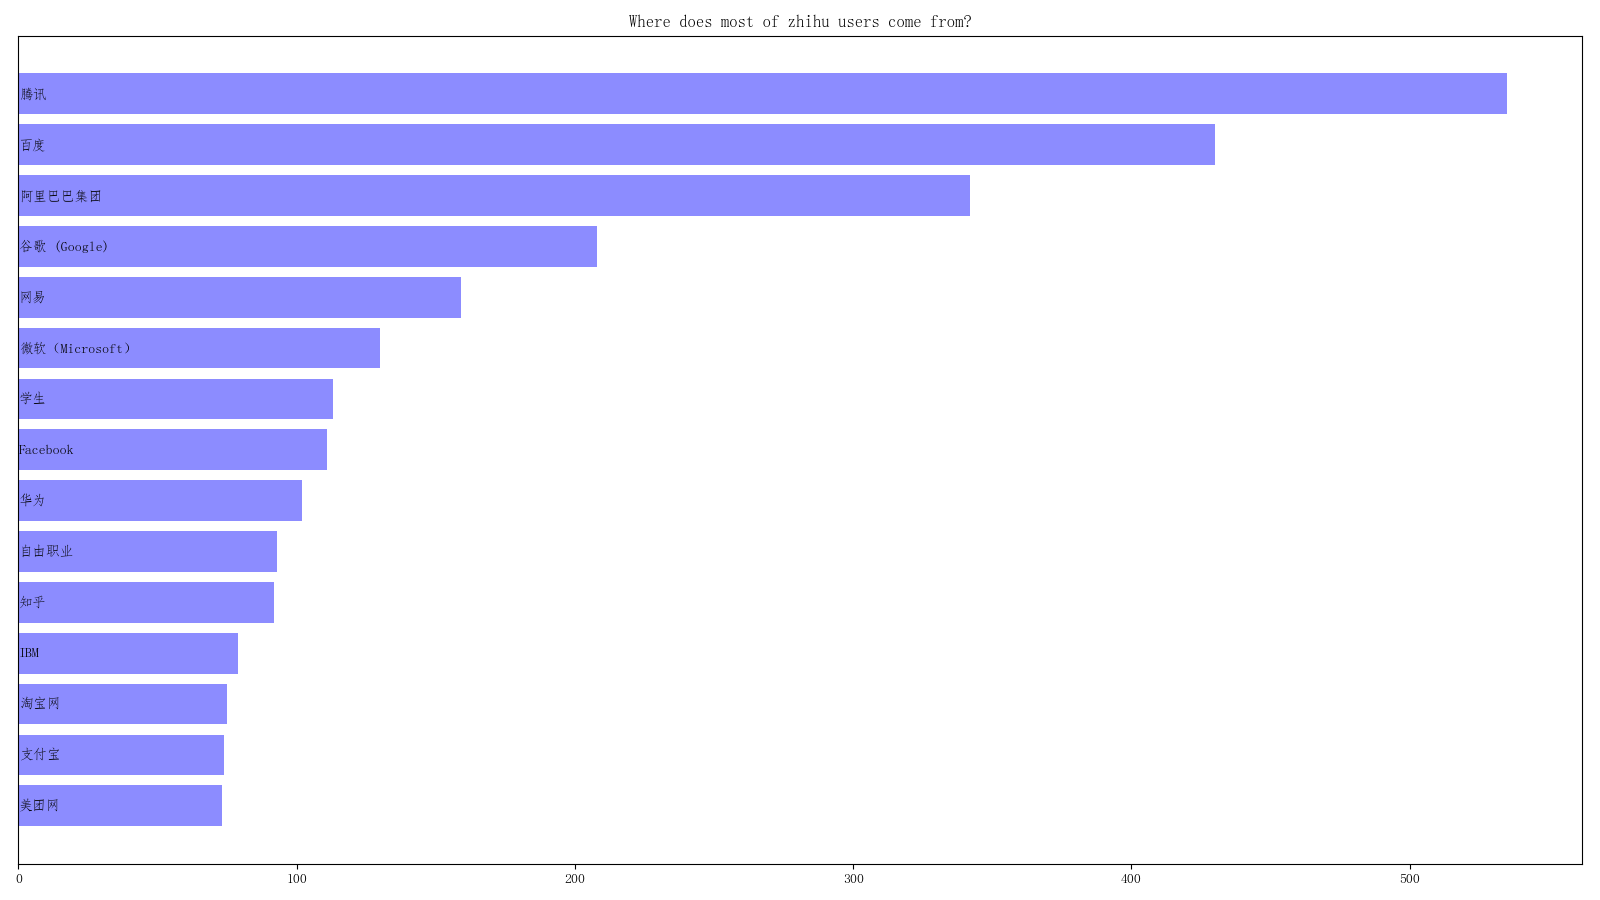 Where does most of zhihu users come from?
腾讯
百度
阿里巴巴集团
谷歌 (Google)
网易
微软（Microsoft）
学生
Facebook
华为
自由职业
知乎
IBM
淘宝网
支付宝
美团网
0 100 200 300 400 500